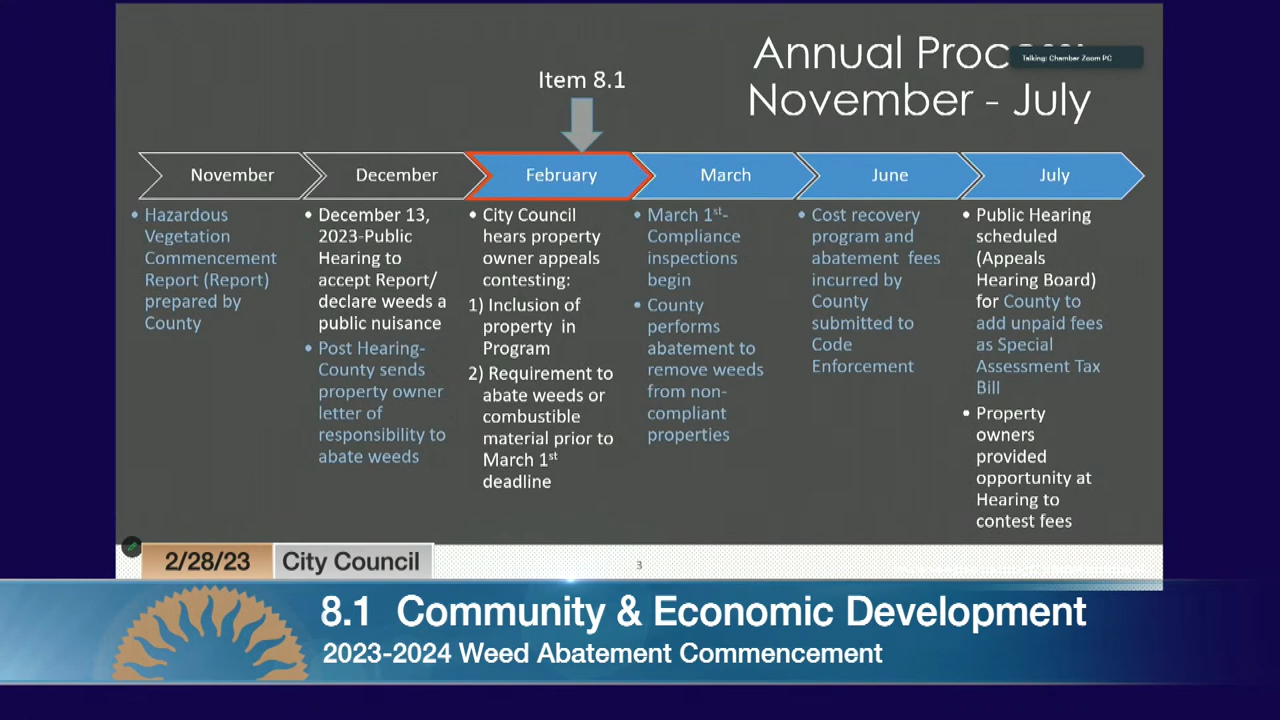 Annual Process
Talking: Chamber Zoom PC
November - July
Item 8.1
November
December
February
March
June
July
• Hazardous
Vegetation
Commencement
Report (Report)
prepared by
County
• December 13,
2023-Public
Hearing to
accept Report/
declare weeds a
public nuisance
• Post Hearing-
County sends
property owner
letter of
responsibility to
abate weeds
• City Council
hears property
owner appeals
contesting:
1) Inclusion of
property in
Program
2) Requirement to
abate weeds or
combustible
material prior to
March 1st
deadline
• March 1st-
Compliance
inspections
begin
• County
performs
abatement to
remove weeds
from non-
compliant
properties
• Cost recovery
program and
abatement fees
incurred by
County
submitted to
Code
Enforcement
• Public Hearing
scheduled
(Appeals
Hearing Board)
for County to
add unpaid fees
as Special
Assessment Tax
Bill
• Property
owners
provided
opportunity at
Hearing to
contest fees
3
2/28/23 City Council
8.1 Community & Economic Development
2023-2024 Weed Abatement Commencement